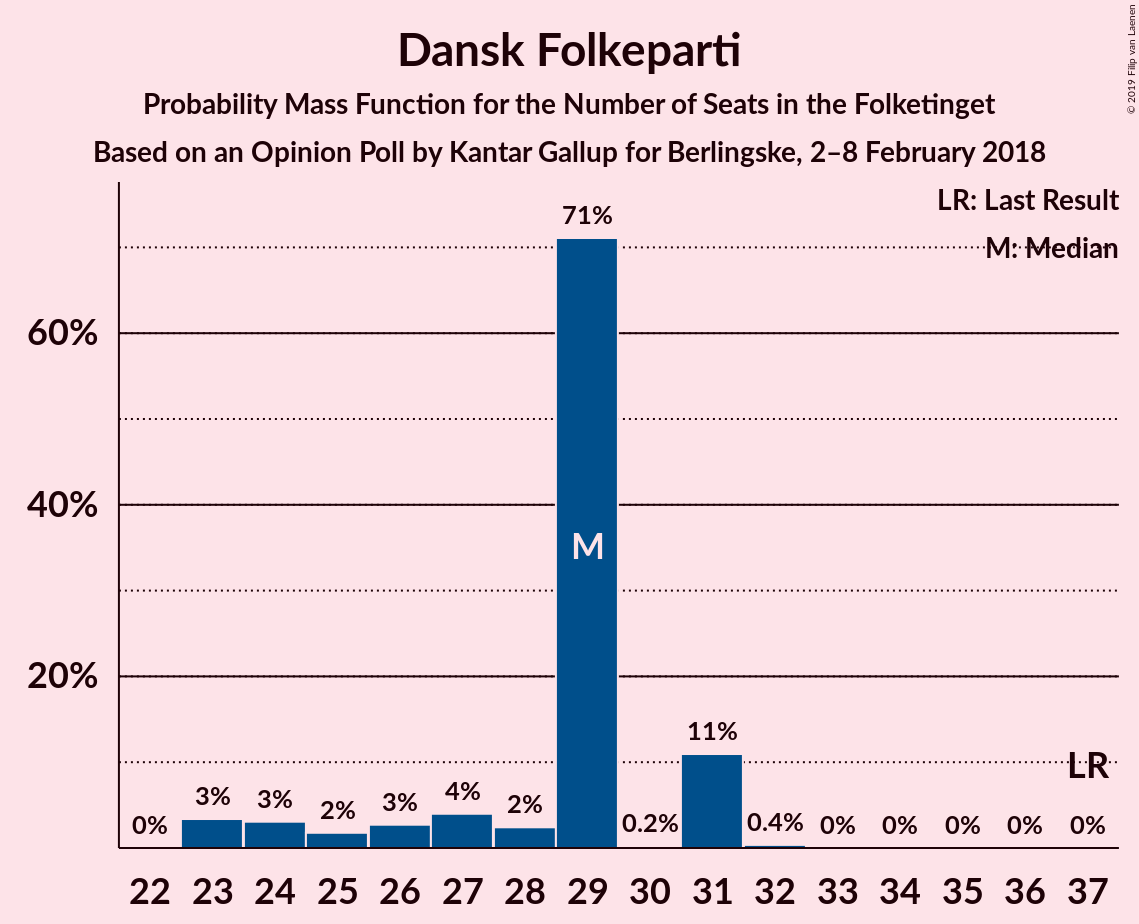 Dansk Folkeparti
Probability Mass Function for the Number of Seats in the Folketinget
Based on an Opinion Poll by Kantar Gallup for Berlingske, 2–8 February 2018
© 2019 Filip van Laenen
LR: Last Result
M: Median
60%
40%
20%
0%
3%
3%
2%
3%
4%
2%
71%
0.2%
11%
0.4%
0%
0%
0%
0%
0%
M
LR
22 23 24 25 26 27 28 29 30 31 32 33 34 35 36 37